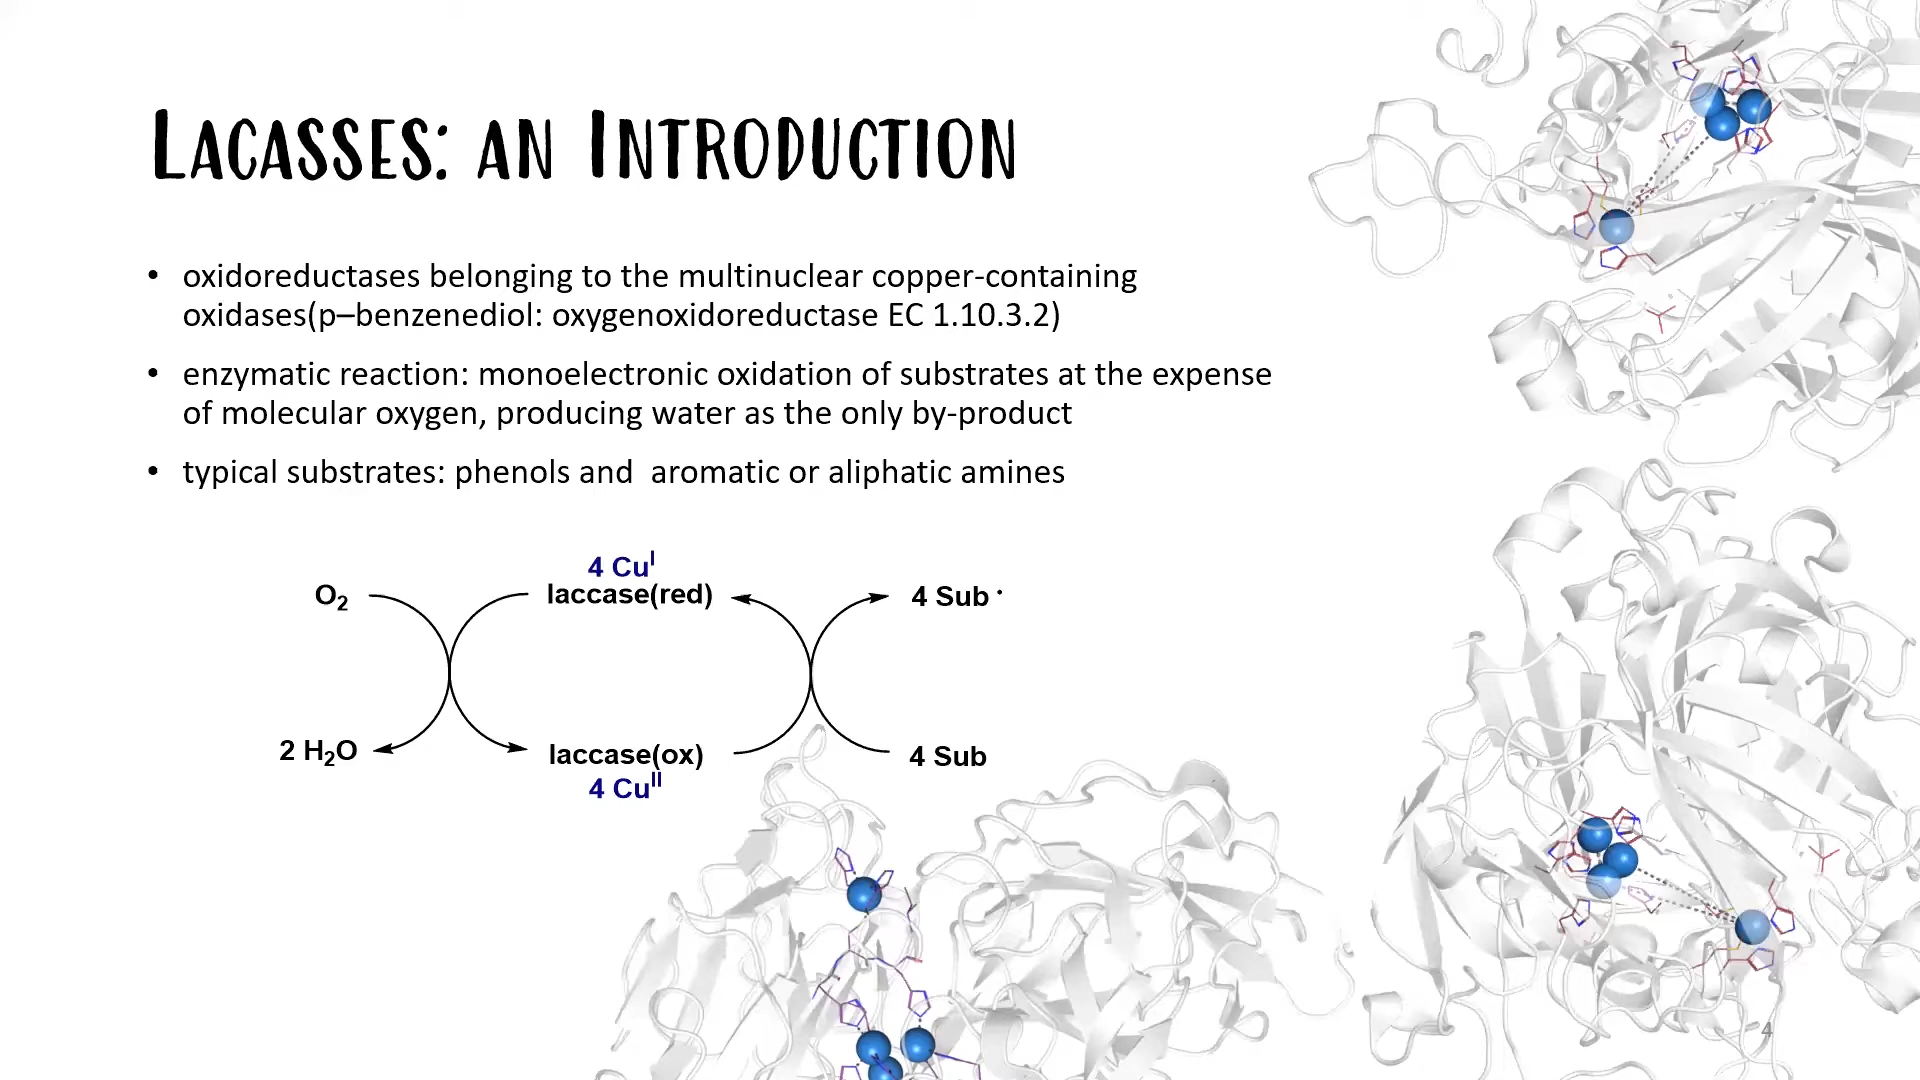 LACASSES: AN INTRODUCTION
• oxidoreductases belonging to the multinuclear copper-containing
oxidases(p–benzenediol: oxygenoxidoreductase EC 1.10.3.2)
• enzymatic reaction: monoelectronic oxidation of substrates at the expense
of molecular oxygen, producing water as the only by-product
• typical substrates: phenols and  aromatic or aliphatic amines
4 Cuᴵ
O₂ laccase(red) 4 Sub ·
2 H₂O laccase(ox) 4 Sub
4 Cuᴵᴵ
4